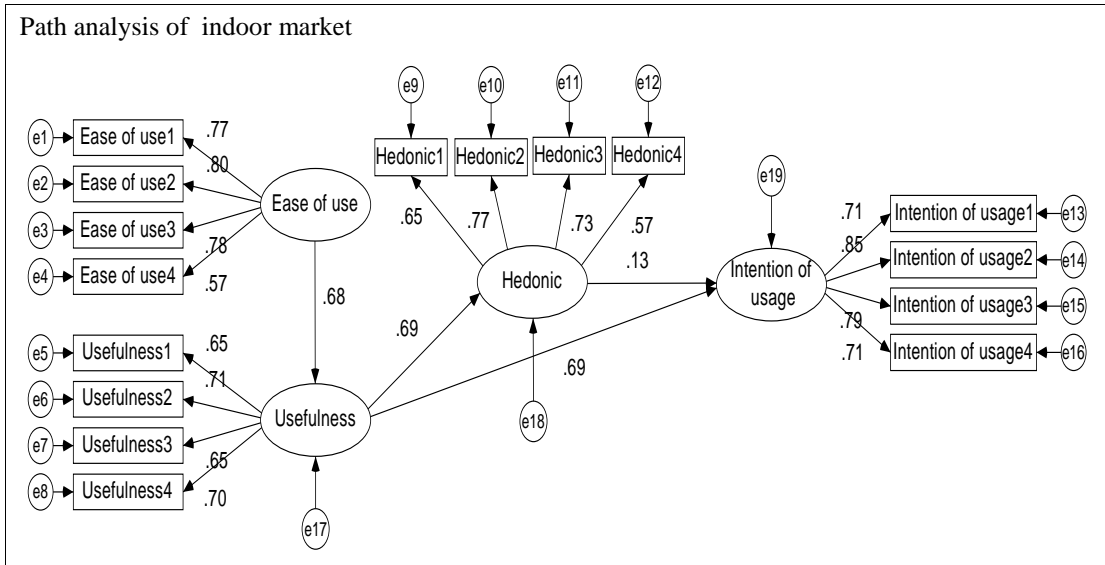 Path analysis of indoor market
e9
e10
e11
e12
e1
Ease of use1
.77
Hedonic1
Hedonic2
Hedonic3
Hedonic4
.80
e2
Ease of use2
e19
Ease of use
e3
Ease of use3
.78
e4
Ease of use4
.57
.65
.77
.73
.57
.71
Intention of usage1
e13
.85
Intention of usage2
e14
Hedonic
.13
Intention of
usage
Intention of usage3
e15
.79
.71
Intention of usage4
e16
.68
.69
.69
e5
Usefulness1
.65
.71
e6
Usefulness2
Usefulness
e18
e7
Usefulness3
.65
e8
Usefulness4
.70
e17